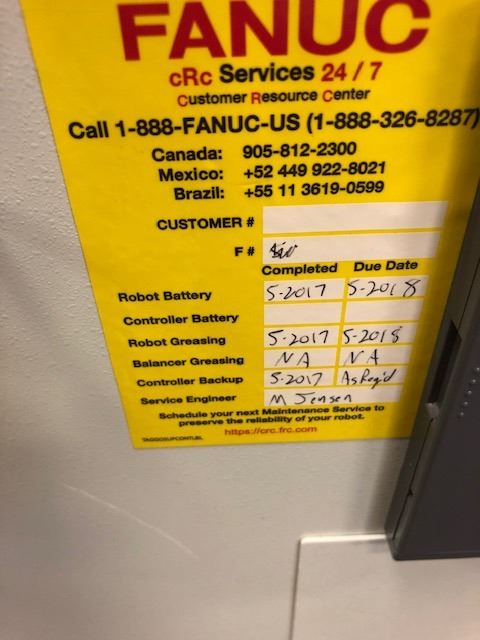 FANUC
cRc Services 24 / 7
Customer Resource Center
Call 1-888-FANUC-US (1-888-326-8287)
Canada: 905-812-2300
Mexico: +52 449 922-8021
Brazil: +55 11 3619-0599
CUSTOMER #
F #
Completed Due Date
Robot Battery 5-2017 5-2018
Controller Battery
Robot Greasing 5-2017 5-2018
Balancer Greasing NA NA
Controller Backup 5-2017 As Req'd
Service Engineer M Jensen
Schedule your next Maintenance Service to
preserve the reliability of your robot.
https://crc.frc.com